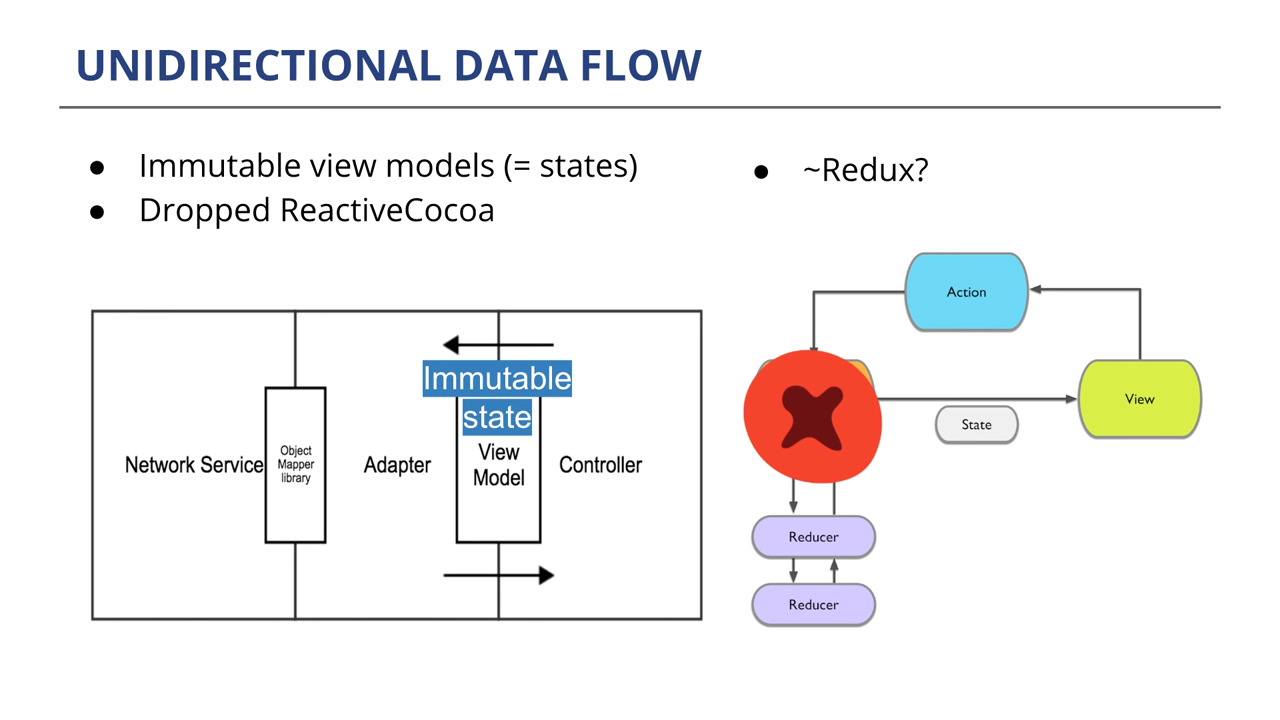 UNIDIRECTIONAL DATA FLOW
● Immutable view models (= states)
● Dropped ReactiveCocoa
● ~Redux?
Network Service
Object
Mapper
library
Adapter
Immutable
state
View
Model
Controller
Action
State
View
Reducer
Reducer